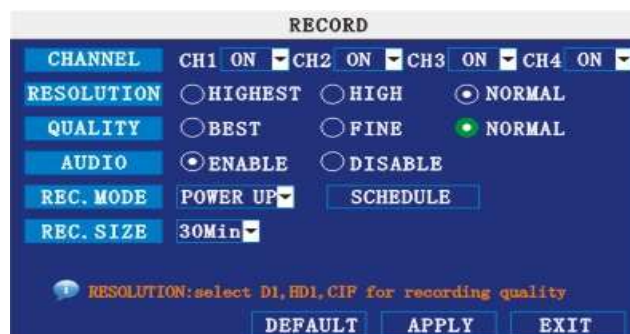 RECORD
CHANNEL CH1 ON CH2 ON CH3 ON CH4 ON
RESOLUTION HIGHEST HIGH NORMAL
QUALITY BEST FINE NORMAL
AUDIO ENABLE DISABLE
REC. MODE POWER UP SCHEDULE
REC. SIZE 30Min
RESOLUTION:select D1,HD1,CIF for recording quality
DEFAULT APPLY EXIT